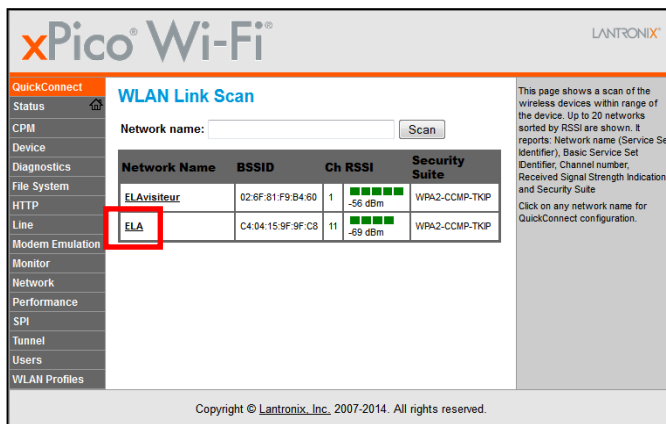 xPico® Wi-Fi®
LANTRONIX®
QuickConnect
Status
CPM
Device
Diagnostics
File System
HTTP
Line
Modem Emulation
Monitor
Network
Performance
SPI
Tunnel
Users
WLAN Profiles
WLAN Link Scan
Network name: Scan
Network Name BSSID Ch RSSI Security Suite
ELAvisiteur 02:6F:81:F9:B4:60 1 -56 dBm WPA2-CCMP-TKIP
ELA C4:04:15:9F:9F:C8 11 -69 dBm WPA2-CCMP-TKIP
This page shows a scan of the
wireless devices within range of
the device. Up to 20 networks
sorted by RSSI are shown. It
reports: Network name (Service Se
Identifier), Basic Service Set
IDentifier, Channel number,
Received Signal Strength Indication
and Security Suite
Click on any network name for
QuickConnect configuration.
Copyright © Lantronix, Inc. 2007-2014. All rights reserved.